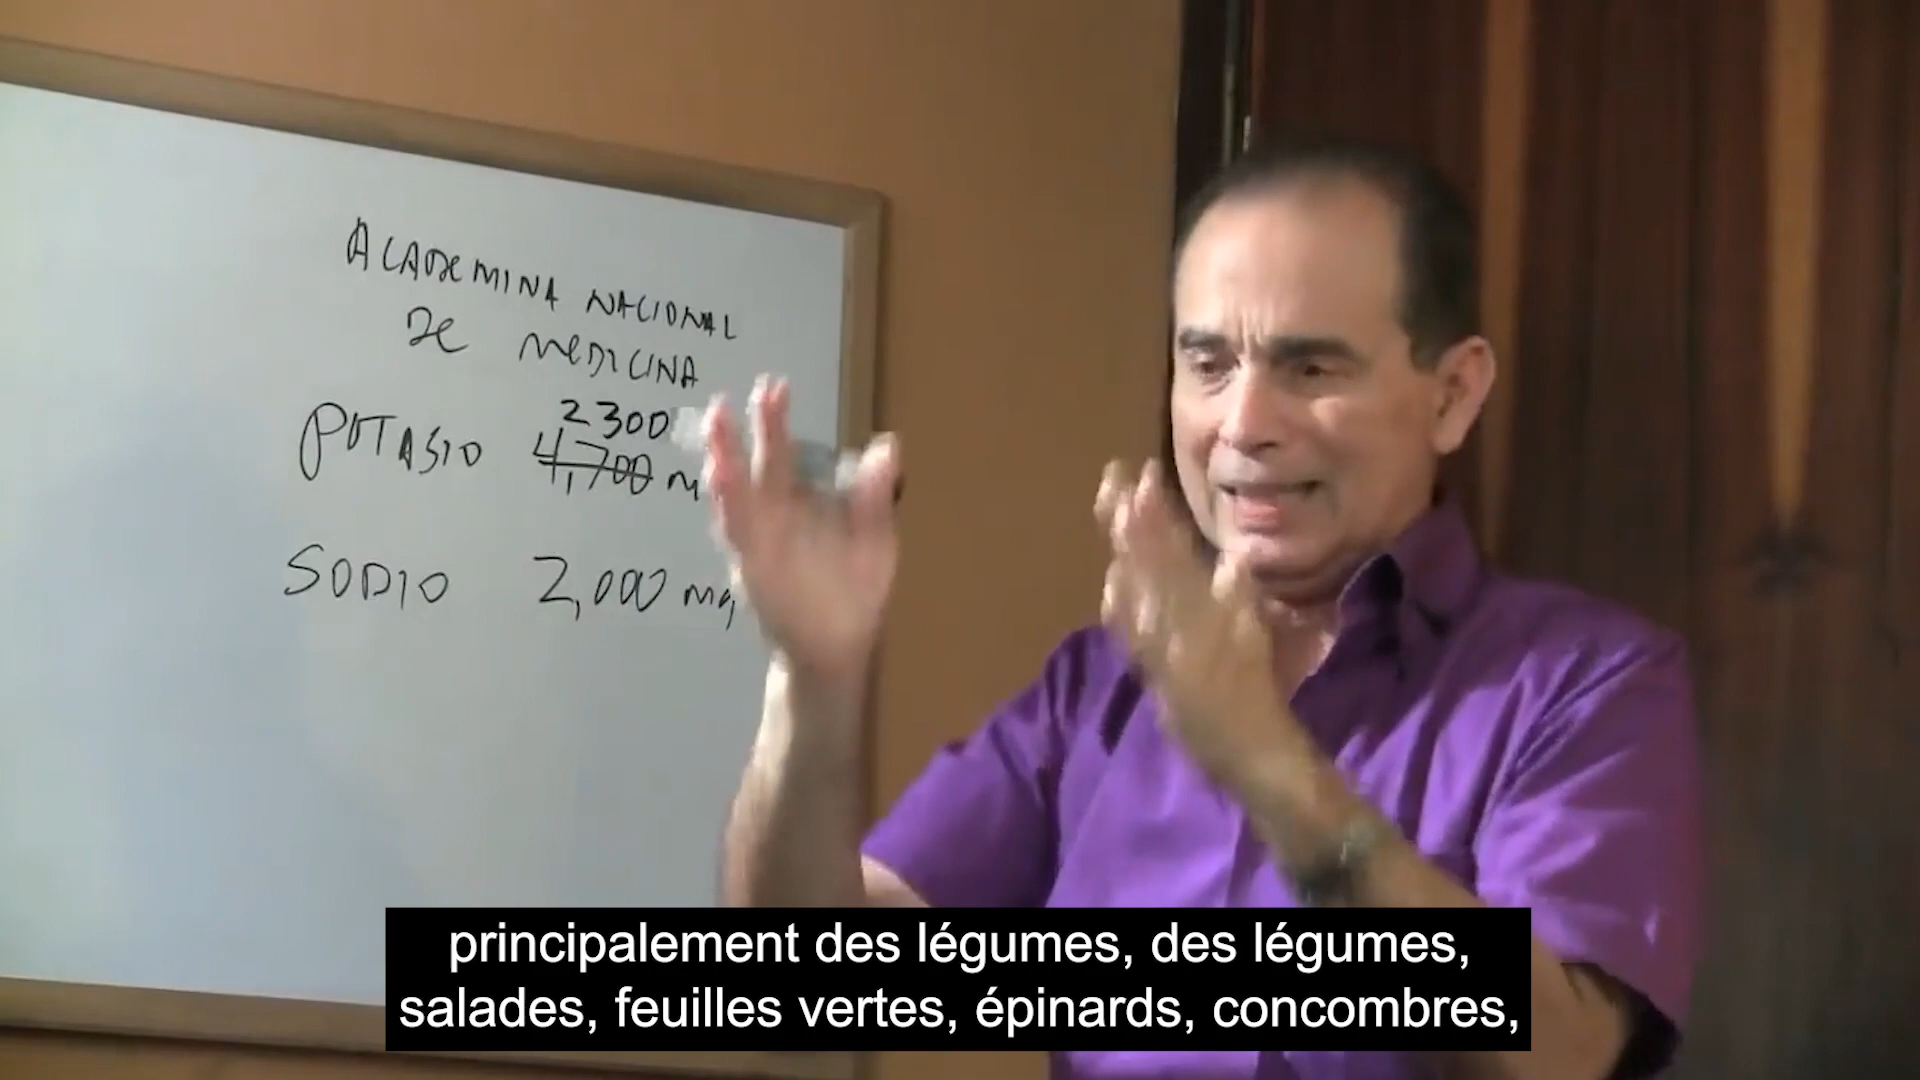 ACADEMINA NACIONAL
DE MEDICINA
2300
POTASIO 4,700 m
SODIO 2,000 mg
principalement des légumes, des légumes,
salades, feuilles vertes, épinards, concombres,